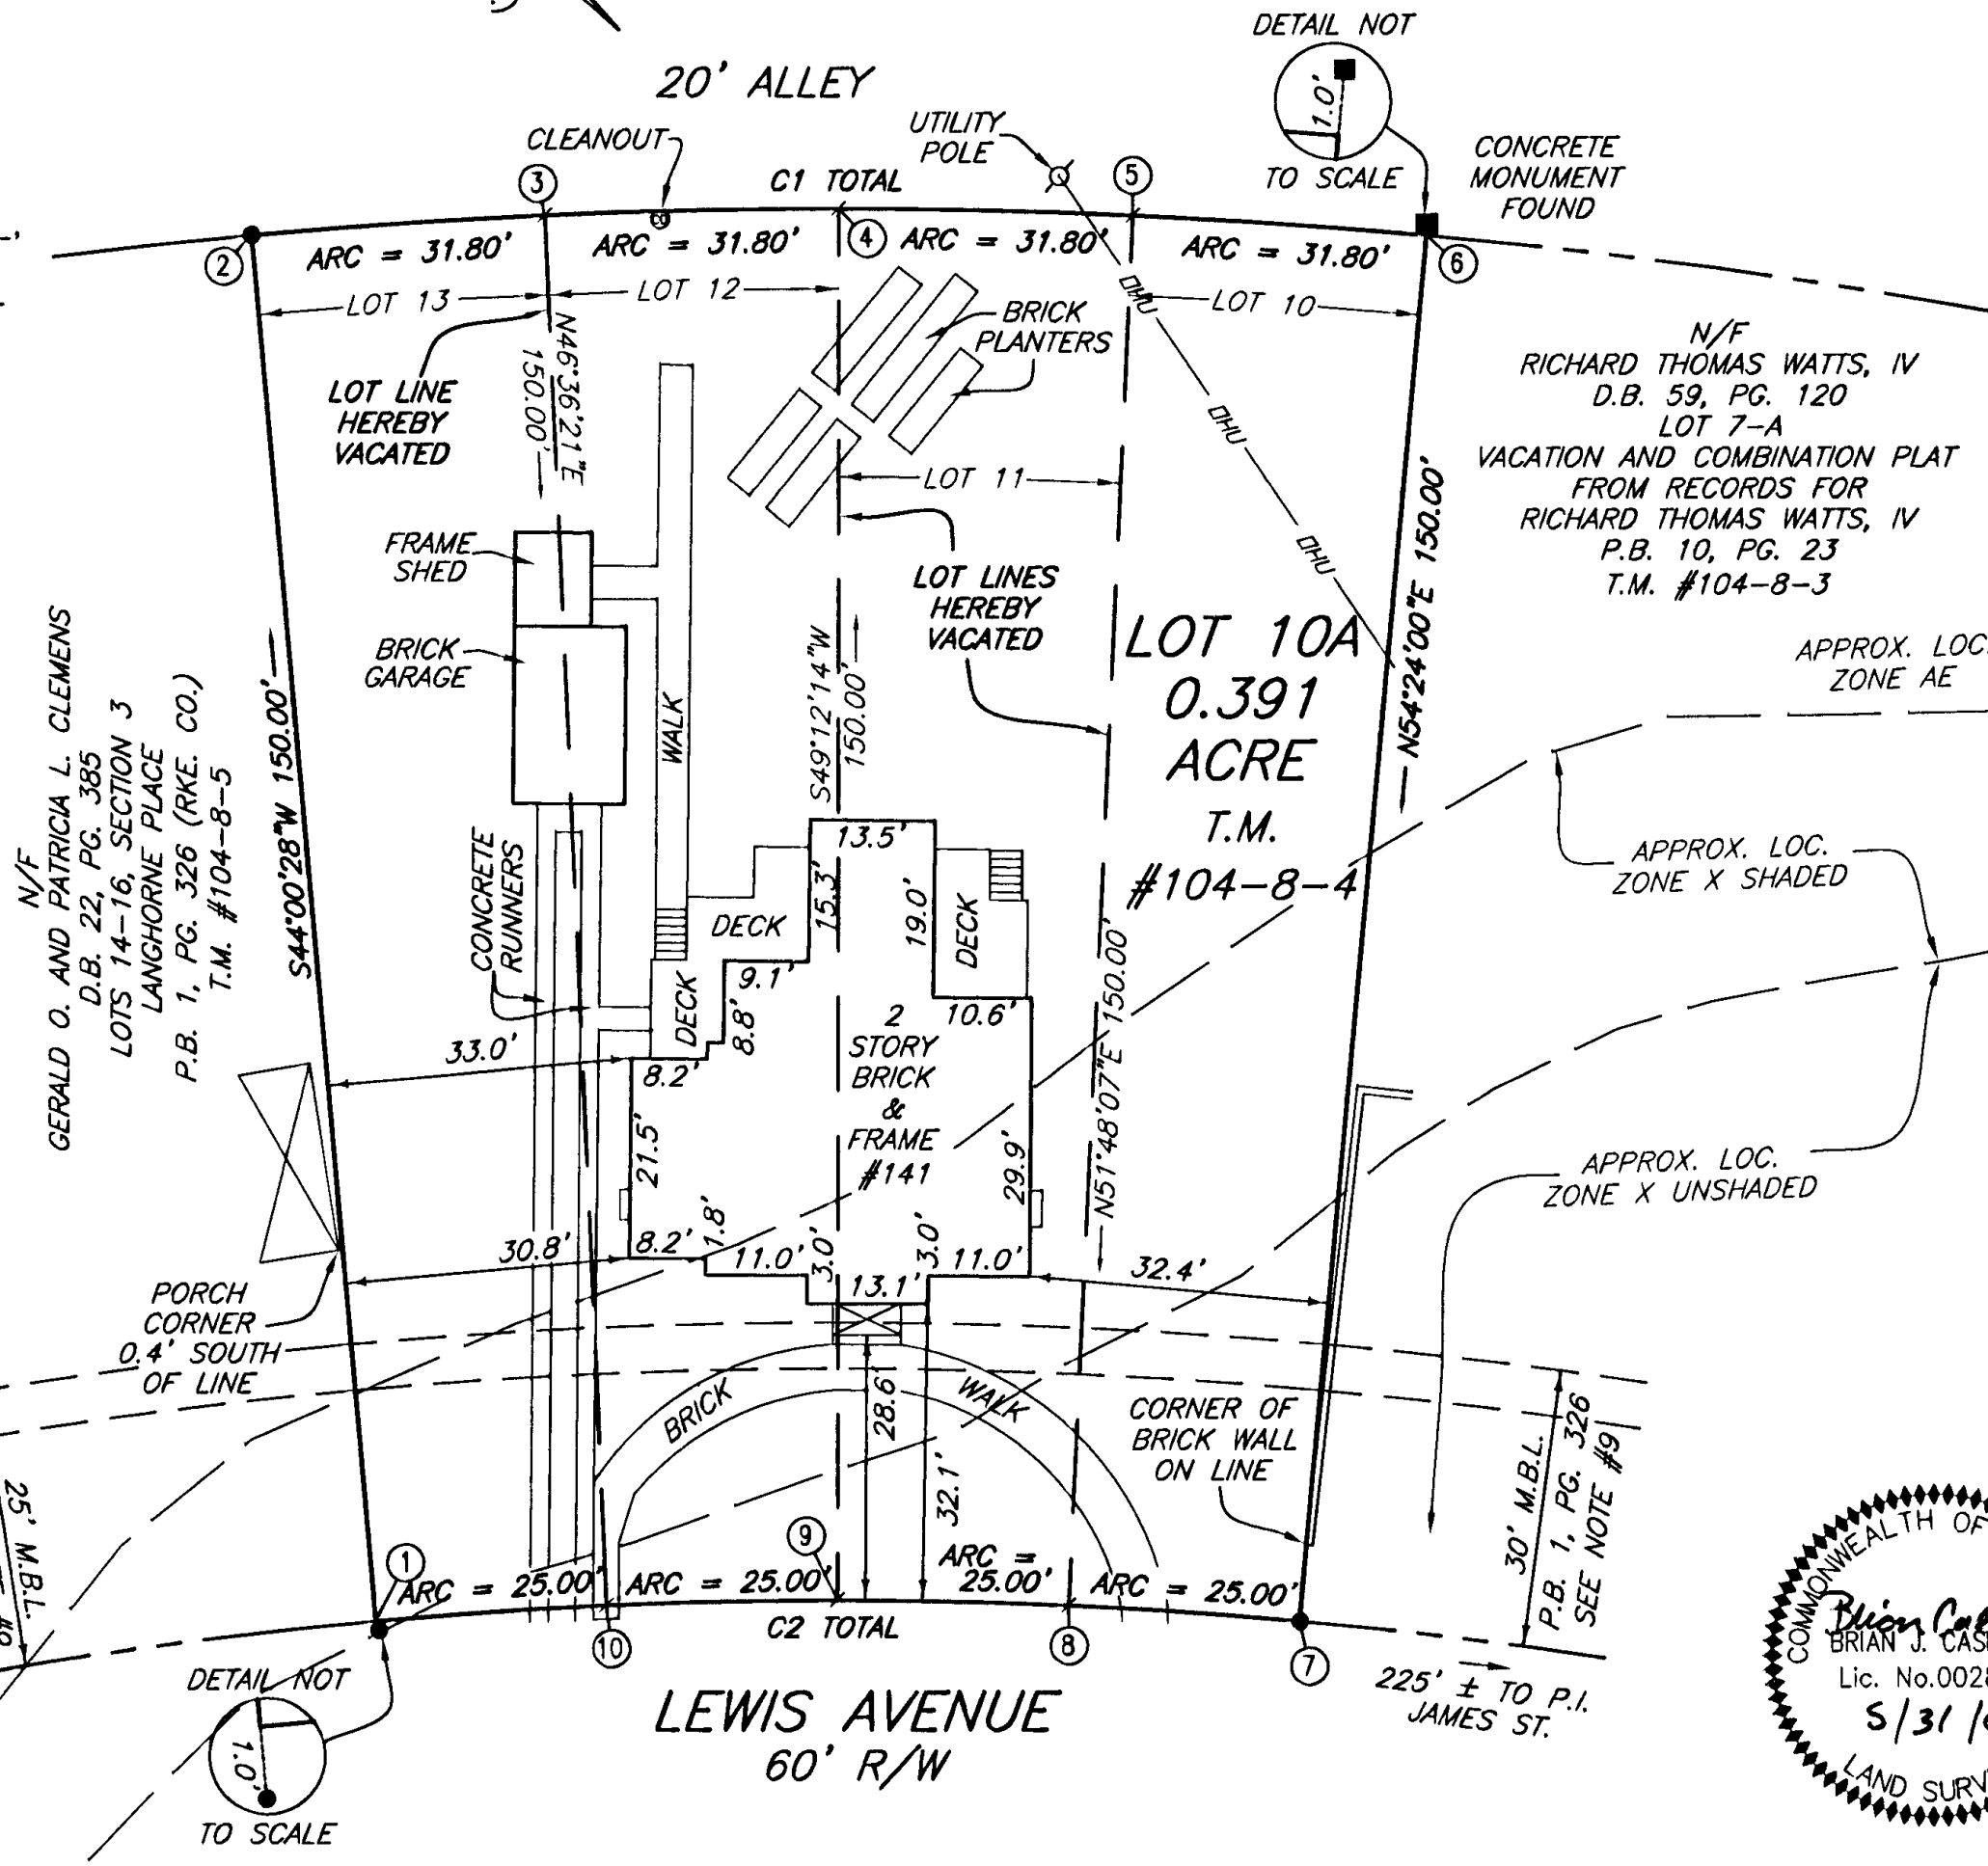 20' ALLEY
DETAIL NOT
1.0'
TO SCALE
CONCRETE
MONUMENT
FOUND
CLEANOUT
UTILITY
POLE
C1 TOTAL
2
3
4
5
6
ARC = 31.80'
ARC = 31.80'
ARC = 31.80'
ARC = 31.80'
LOT 13
LOT 12
LOT 10
LOT 11
BRICK
PLANTERS
OHU
OHU
OHU
N46°36'21"E
150.00'
LOT LINE
HEREBY
VACATED
LOT LINES
HEREBY
VACATED
N/F
RICHARD THOMAS WATTS, IV
D.B. 59, PG. 120
LOT 7-A
VACATION AND COMBINATION PLAT
FROM RECORDS FOR
RICHARD THOMAS WATTS, IV
P.B. 10, PG. 23
T.M. #104-8-3
FRAME
SHED
BRICK
GARAGE
WALK
S49°12'14"W
150.00'
LOT 10A
0.391
ACRE
T.M.
#104-8-4
N54°24'00"E 150.00'
N51°48'07"E 150.00'
S44°00'28"W 150.00'
N/F
GERALD O. AND PATRICIA L. CLEMENS
D.B. 22, PG. 385
LOTS 14-16, SECTION 3
LANGHORNE PLACE
P.B. 1, PG. 326 (RKE. CO.)
T.M. #104-8-5
APPROX. LOC.
ZONE AE
APPROX. LOC.
ZONE X SHADED
APPROX. LOC.
ZONE X UNSHADED
CONCRETE
RUNNERS
DECK
DECK
DECK
13.5'
15.3'
19.0'
9.1'
8.8'
10.6'
33.0'
8.2'
21.5'
2
STORY
BRICK
&
FRAME
#141
29.9'
30.8'
8.2'
1.8'
11.0'
3.0'
13.1'
3.0'
11.0'
32.4'
PORCH
CORNER
0.4' SOUTH
OF LINE
BRICK
WALK
28.6'
32.1'
CORNER OF
BRICK WALL
ON LINE
25' M.B.L.
30' M.B.L.
P.B. 1, PG. 326
SEE NOTE #9
1
10
9
8
7
ARC = 25.00'
ARC = 25.00'
ARC =
25.00'
ARC = 25.00'
C2 TOTAL
DETAIL NOT
1.0'
TO SCALE
LEWIS AVENUE
60' R/W
225' ± TO P.I.
JAMES ST.
COMMONWEALTH OF
BRIAN J.
Lic. No.
LAND